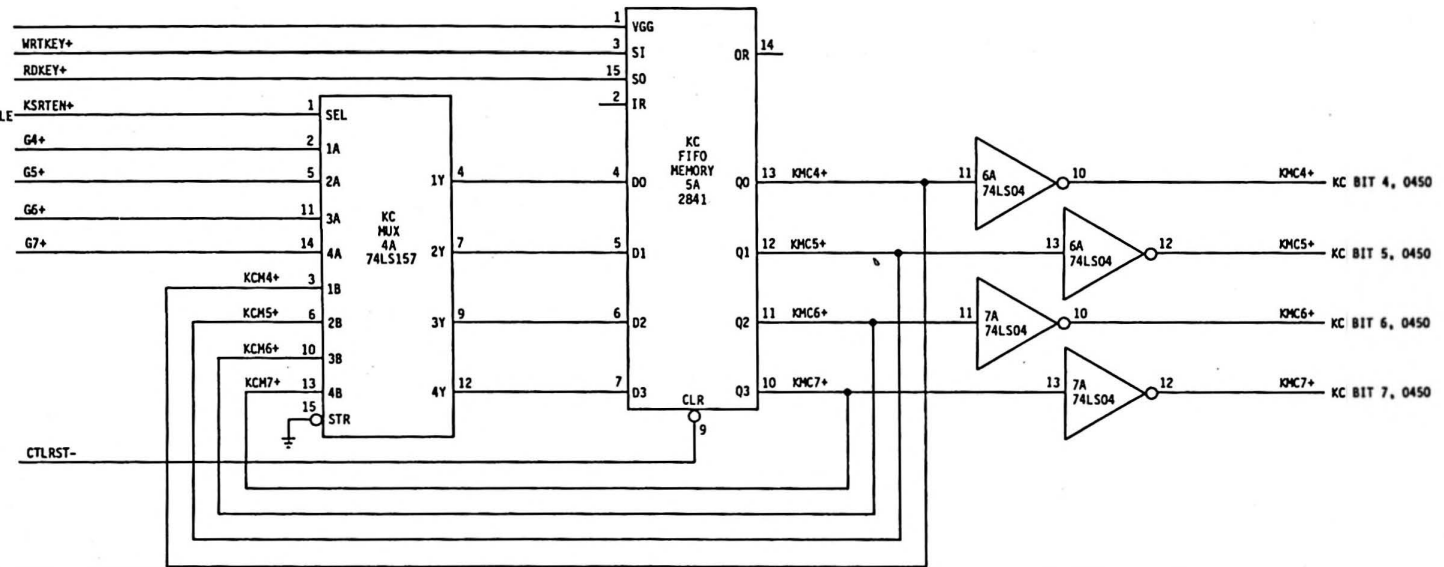 1 VGG
WRTKEY+ 3 SI
OR 14
RDKEY+ 15 SO
2 IR
LE KSRTEN+ 1 SEL
G4+ 2 1A
G5+ 5 2A
G6+ 11 3A
G7+ 14 4A
KCM4+ 3 1B
KCM5+ 6 2B
KCM6+ 10 3B
KCM7+ 13 4B
15 STR
KC
MUX
4A
74LS157
1Y 4
2Y 7
3Y 9
4Y 12
KC
FIFO
MEMORY
5A
2841
4 D0
5 D1
6 D2
7 D3
CLR
9
Q0 13 KMC4+
Q1 12 KMC5+
Q2 11 KMC6+
Q3 10 KMC7+
11 6A
74LS04
10 KMC4+ KC BIT 4, 0450
13 6A
74LS04
12 KMC5+ KC BIT 5, 0450
11 7A
74LS04
10 KMC6+ KC BIT 6, 0450
13 7A
74LS04
12 KMC7+ KC BIT 7, 0450
CTLRST-